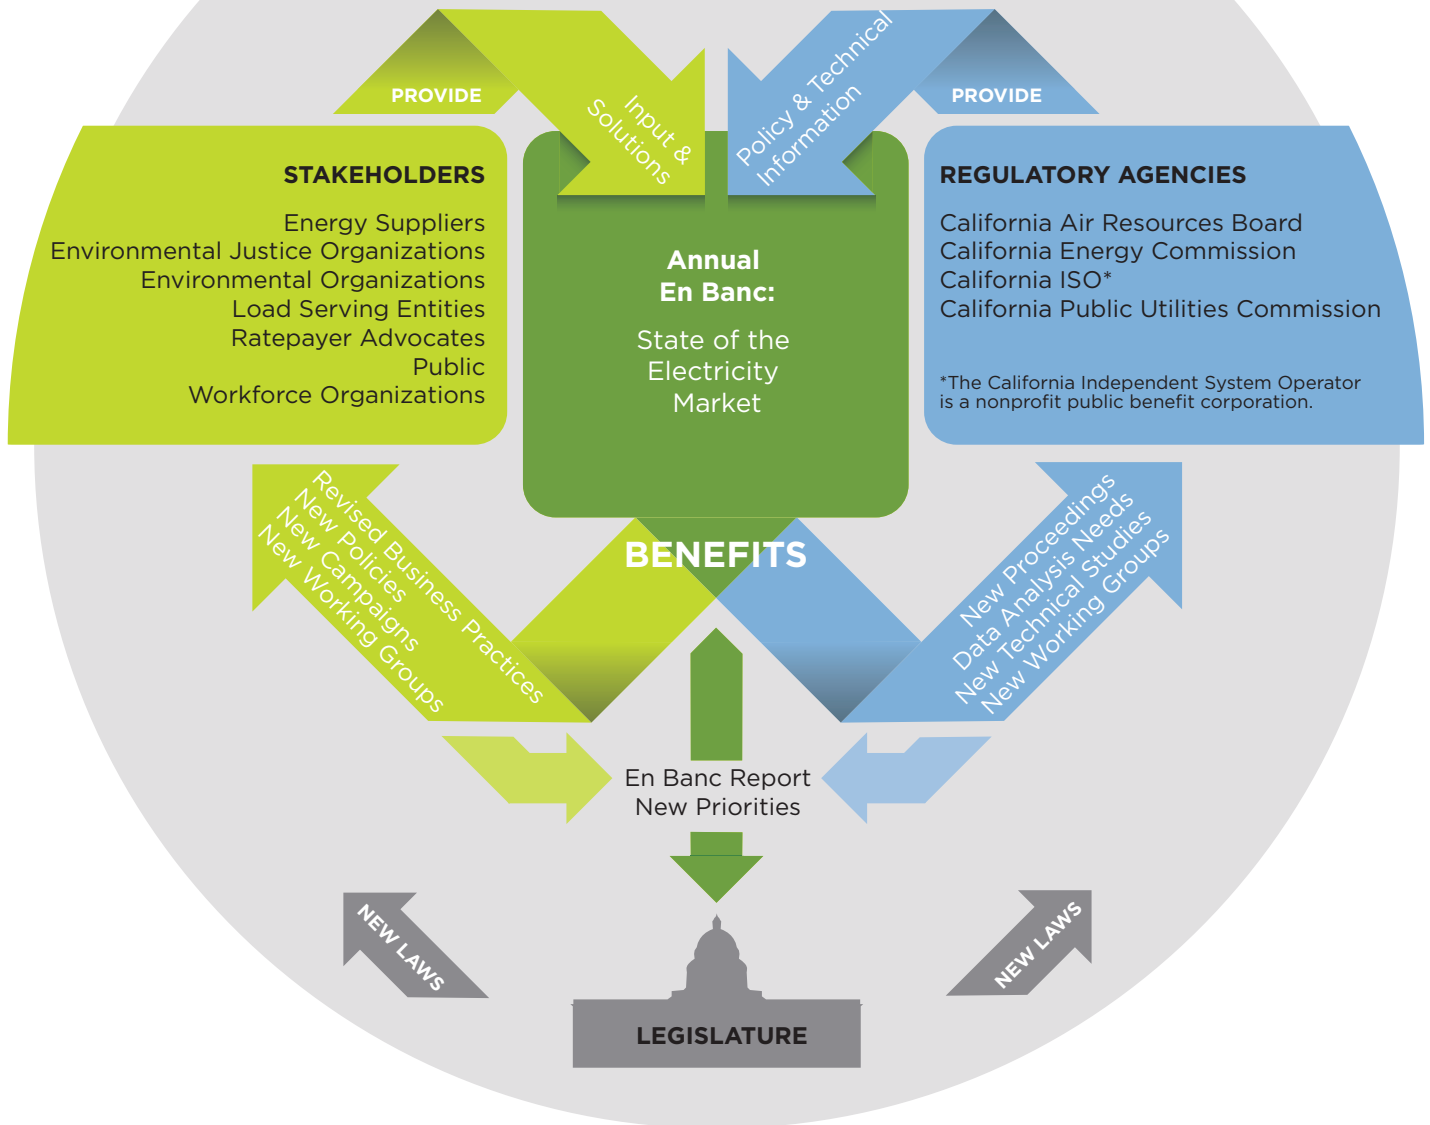 PROVIDE
Input &
Solutions
Policy & Technical
Information
PROVIDE
STAKEHOLDERS
Energy Suppliers
Environmental Justice Organizations
Environmental Organizations
Load Serving Entities
Ratepayer Advocates
Public
Workforce Organizations
Annual
En Banc:
State of the
Electricity
Market
REGULATORY AGENCIES
California Air Resources Board
California Energy Commission
California ISO*
California Public Utilities Commission
*The California Independent System Operator
is a nonprofit public benefit corporation.
BENEFITS
Revised Business Practices
New Policies
New Campaigns
New Working Groups
New Proceedings
Data Analysis Needs
New Technical Studies
New Working Groups
En Banc Report
New Priorities
NEW LAWS
NEW LAWS
LEGISLATURE